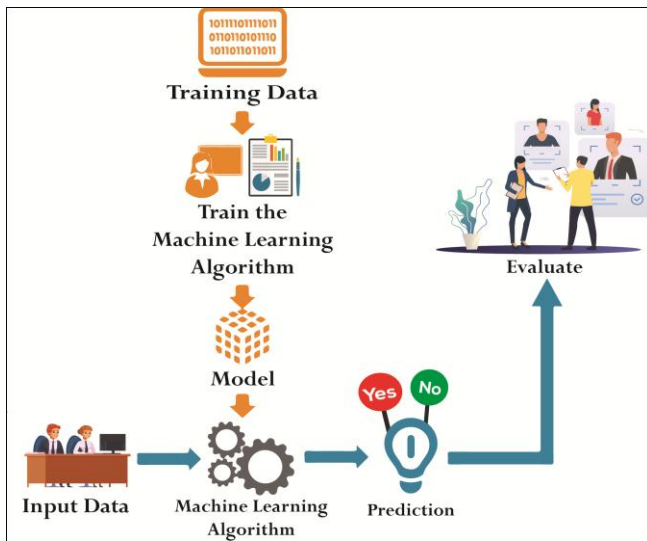 1011110111011
0110110101110
1011011011011
Training Data
Train the
Machine Learning
Algorithm
Model
Yes
No
Input Data
Machine Learning
Algorithm
Prediction
Evaluate